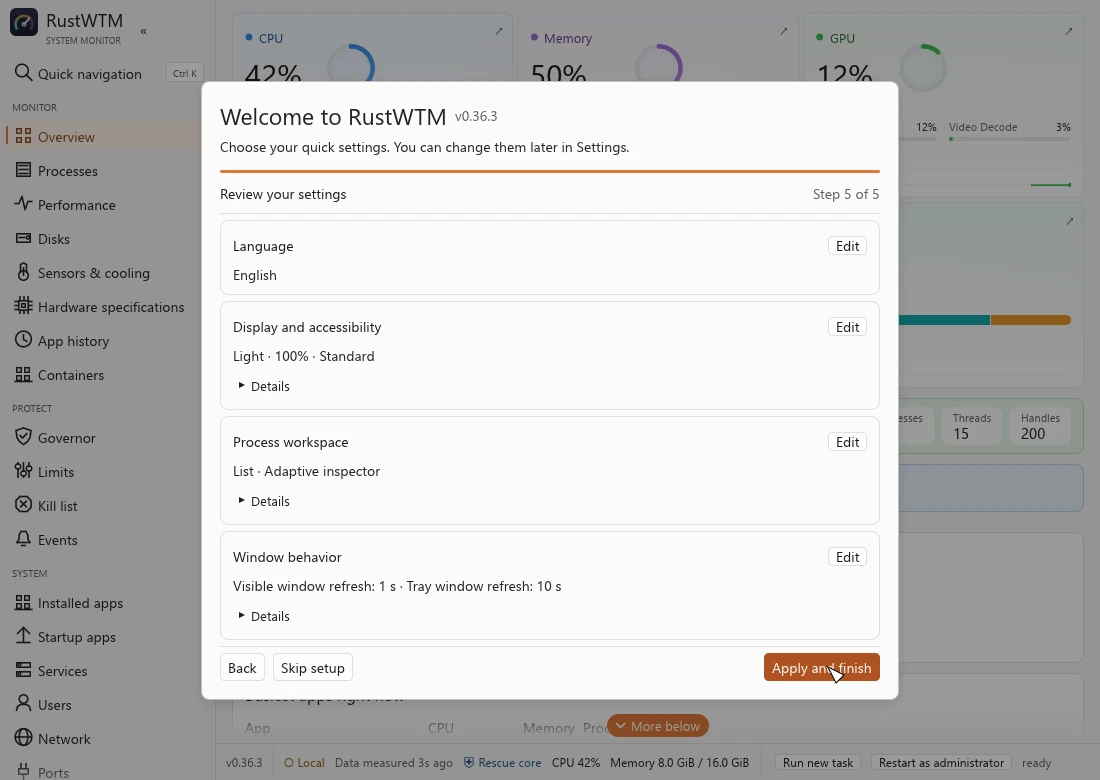 RustWTM
SYSTEM MONITOR
«
Quick navigation
Ctrl K
MONITOR
Overview
Processes
Performance
Disks
Sensors & cooling
Hardware specifications
App history
Containers
PROTECT
Governor
Limits
Kill list
Events
SYSTEM
Installed apps
Startup apps
Services
Users
Network
Ports
CPU
42%
Memory
50%
GPU
12%
12% Video Decode 3%
Threads
15
Handles
200
Welcome to RustWTM v0.36.3
Choose your quick settings. You can change them later in Settings.
Review your settings Step 5 of 5
Language Edit
English
Display and accessibility Edit
Light · 100% · Standard
Details
Process workspace Edit
List · Adaptive inspector
Details
Window behavior Edit
Visible window refresh: 1 s · Tray window refresh: 10 s
Details
Back Skip setup Apply and finish
App CPU Memory
More below
v0.36.3 Local Data measured 3s ago Rescue core CPU 42% Memory 8.0 GiB / 16.0 GiB Run new task Restart as administrator ready